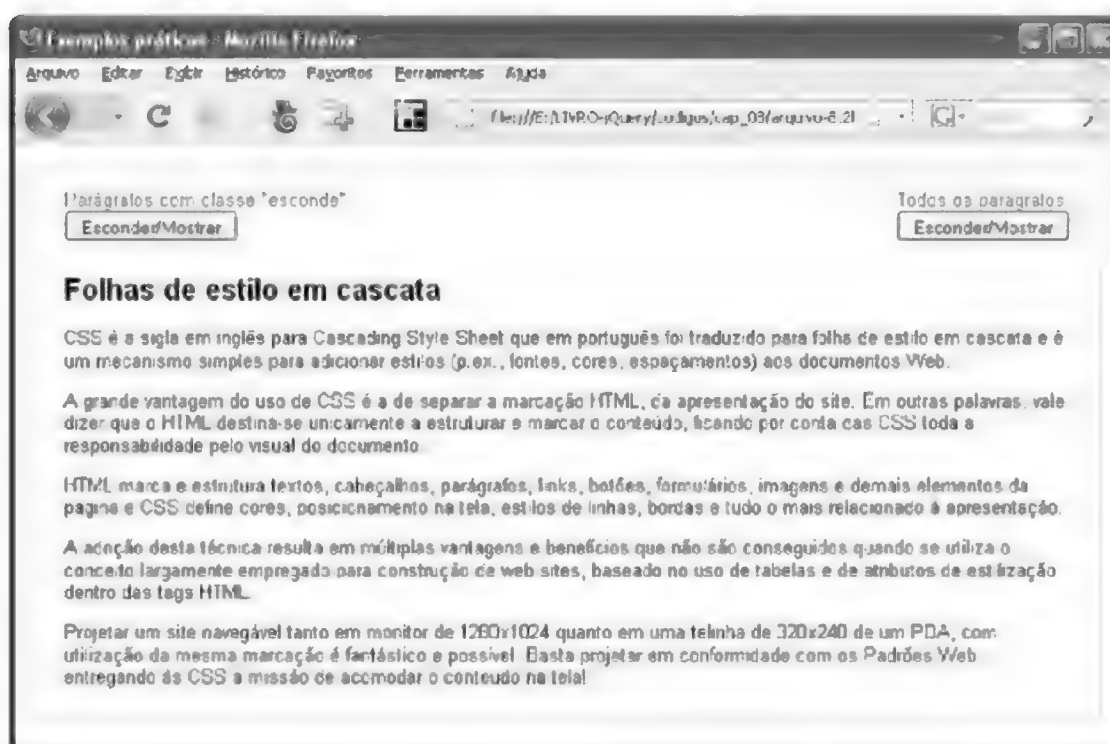 Exemplos práticos - Mozilla Firefox
Arquivo Editar Exibir Histórico Favoritos Ferramentas Ajuda
file:///E:/LIVRO-jQuery/codigos/cap_03/arquivo-3.2l
Parágrafos com classe "esconde"
Todos os parágrafos
Esconder/Mostrar
Esconder/Mostrar
Folhas de estilo em cascata
CSS é a sigla em inglês para Cascading Style Sheet que em português foi traduzido para folha de estilo em cascata e é
um mecanismo simples para adicionar estilos (p.ex., fontes, cores, espaçamentos) aos documentos Web.
A grande vantagem do uso de CSS é a de separar a marcação HTML, da apresentação do site. Em outras palavras, vale
dizer que o HTML destina-se unicamente a estruturar e marcar o conteúdo, ficando por conta das CSS toda a
responsabilidade pelo visual do documento.
HTML marca e estrutura textos, cabeçalhos, parágrafos, links, botões, formulários, imagens e demais elementos da
página e CSS define cores, posicionamento na tela, estilos de linhas, bordas e tudo o mais relacionado à apresentação.
A adoção desta técnica resulta em múltiplas vantagens e benefícios que não são conseguidos quando se utiliza o
conceito largamente empregado para construção de web sites, baseado no uso de tabelas e de atributos de estilização
dentro das tags HTML.
Projetar um site navegável tanto em monitor de 1280x1024 quanto em uma telinha de 320x240 de um PDA, com
utilização da mesma marcação é fantástico e possível. Basta projetar em conformidade com os Padrões Web
entregando às CSS a missão de acomodar o conteúdo na tela!